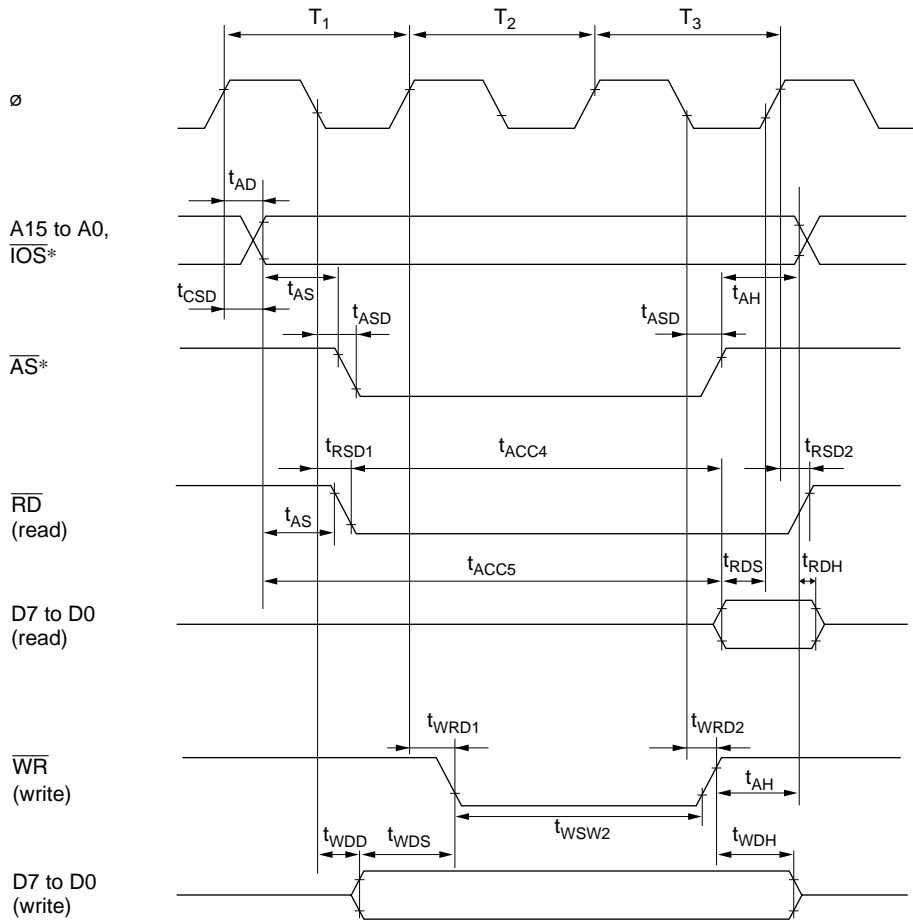 T1 T2 T3
ø
tAD
A15 to A0,
IOS*
tCSD tAS tASD tASD tAH
AS*
tRSD1 tACC4 tRSD2
RD
(read)
tAS
tACC5 tRDS tRDH
D7 to D0
(read)
tWRD1 tWRD2
WR
(write)
tAH
tWSW2
tWDD tWDS tWDH
D7 to D0
(write)